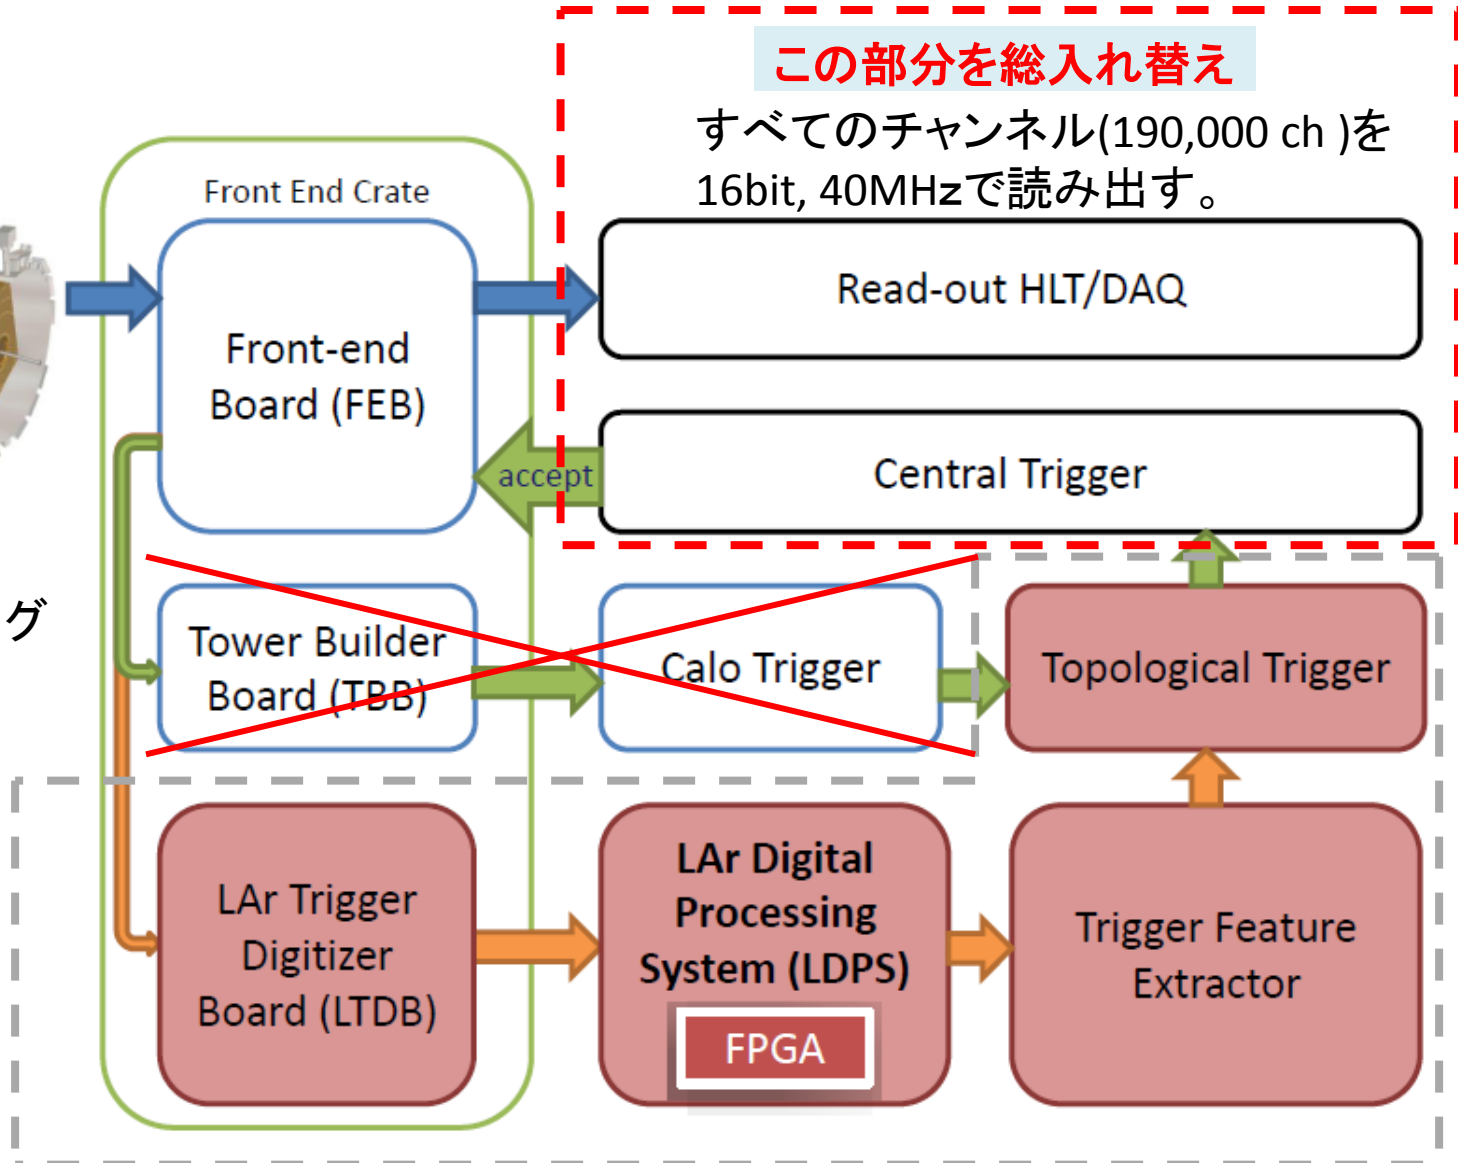 この部分を総入れ替え
すべてのチャンネル(190,000 ch )を
16bit, 40MHzで読み出す。
Front End Crate
Read-out HLT/DAQ
Front-end
Board (FEB)
accept
Central Trigger
グ
Tower Builder
Board (TBB)
Calo Trigger
Topological Trigger
LAr Trigger
Digitizer
Board (LTDB)
LAr Digital
Processing
System (LDPS)
FPGA
Trigger Feature
Extractor